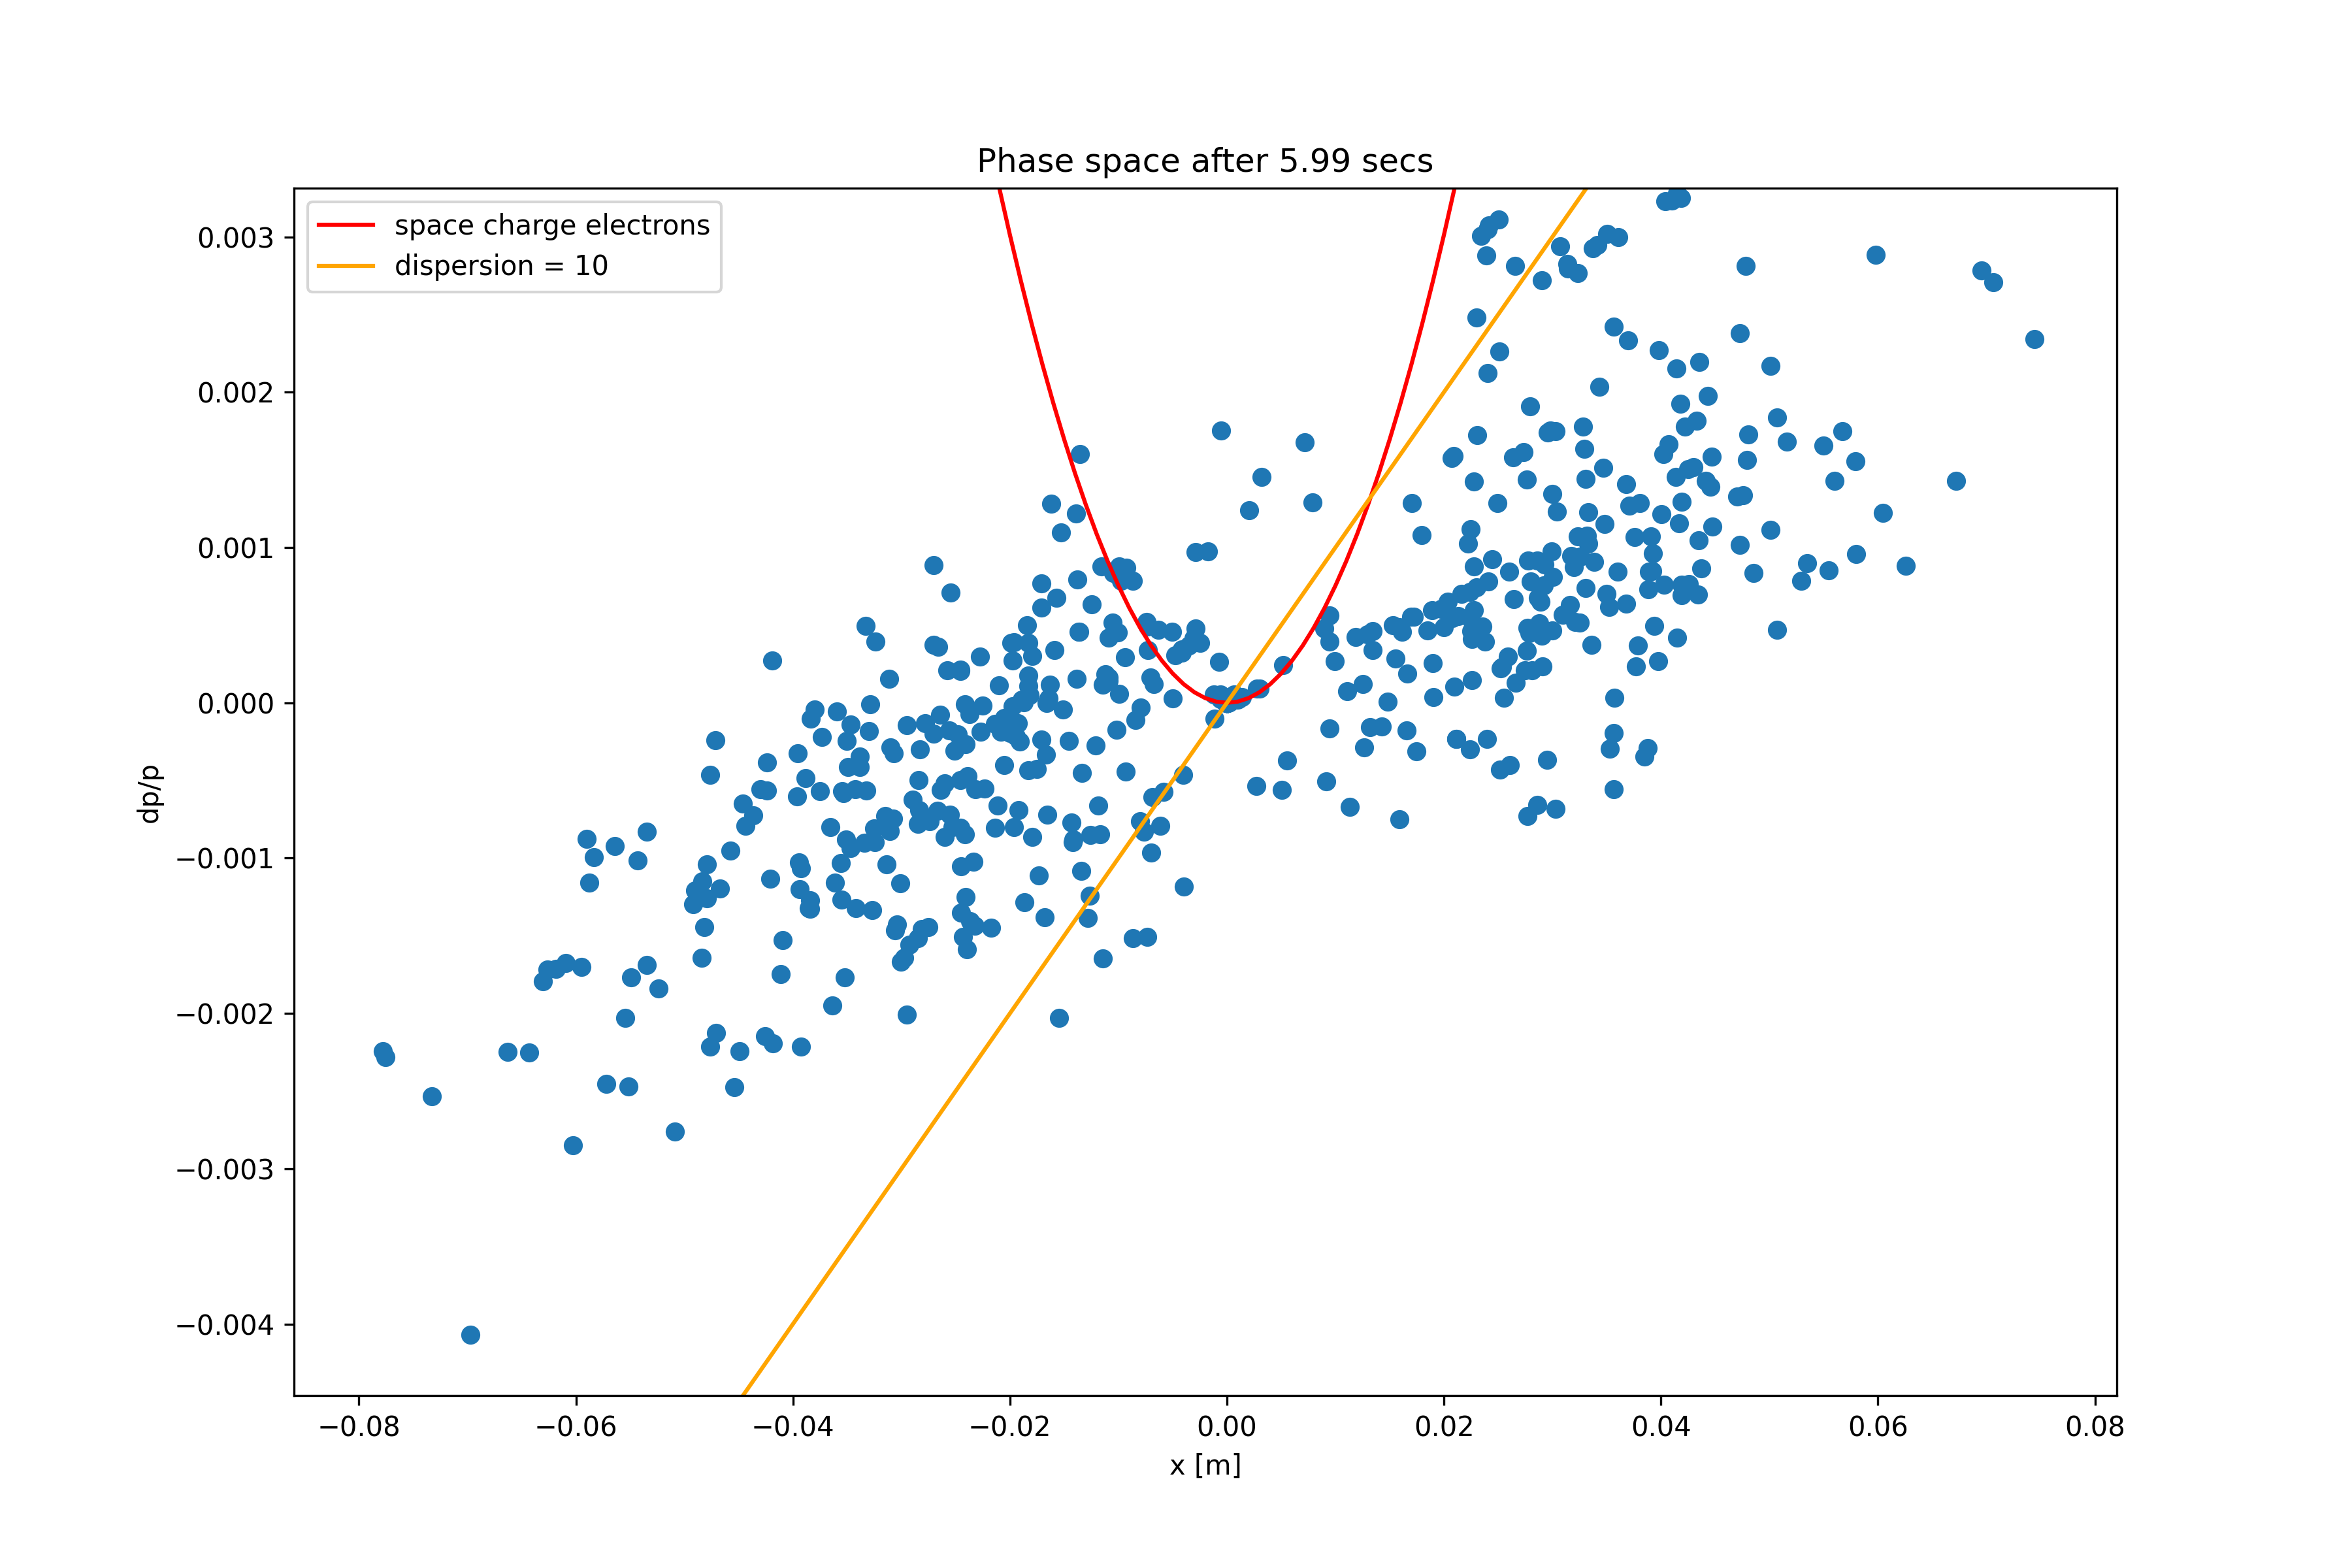 Phase space after 5.99 secs
space charge electrons
dispersion = 10
0.003
0.002
0.001
0.000
−0.001
−0.002
−0.003
−0.004
dp/p
−0.08 −0.06 −0.04 −0.02 0.00 0.02 0.04 0.06 0.08
x [m]